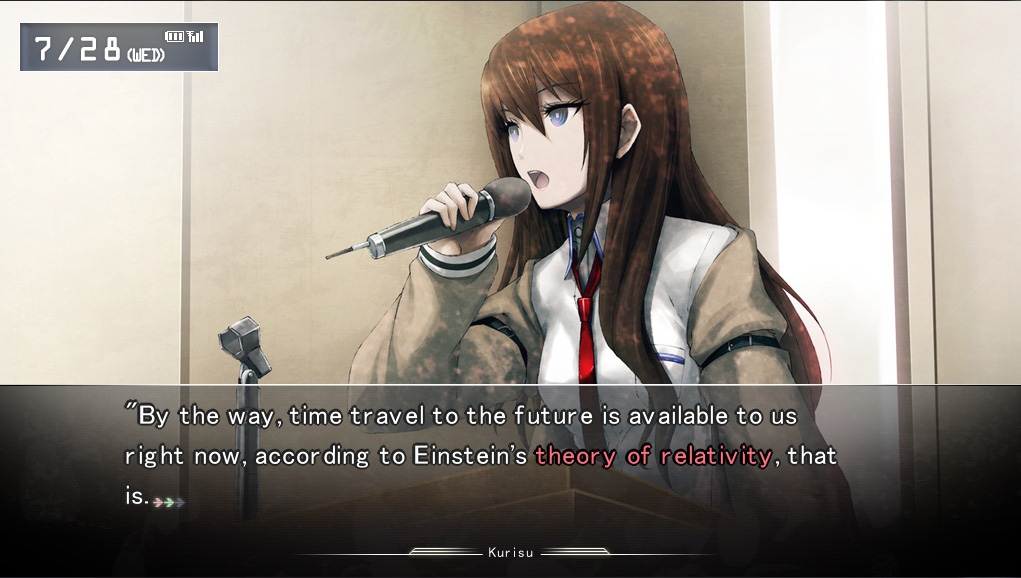 7/28(WED)
"By the way, time travel to the future is available to us
right now, according to Einstein's theory of relativity, that
is.
Kurisu